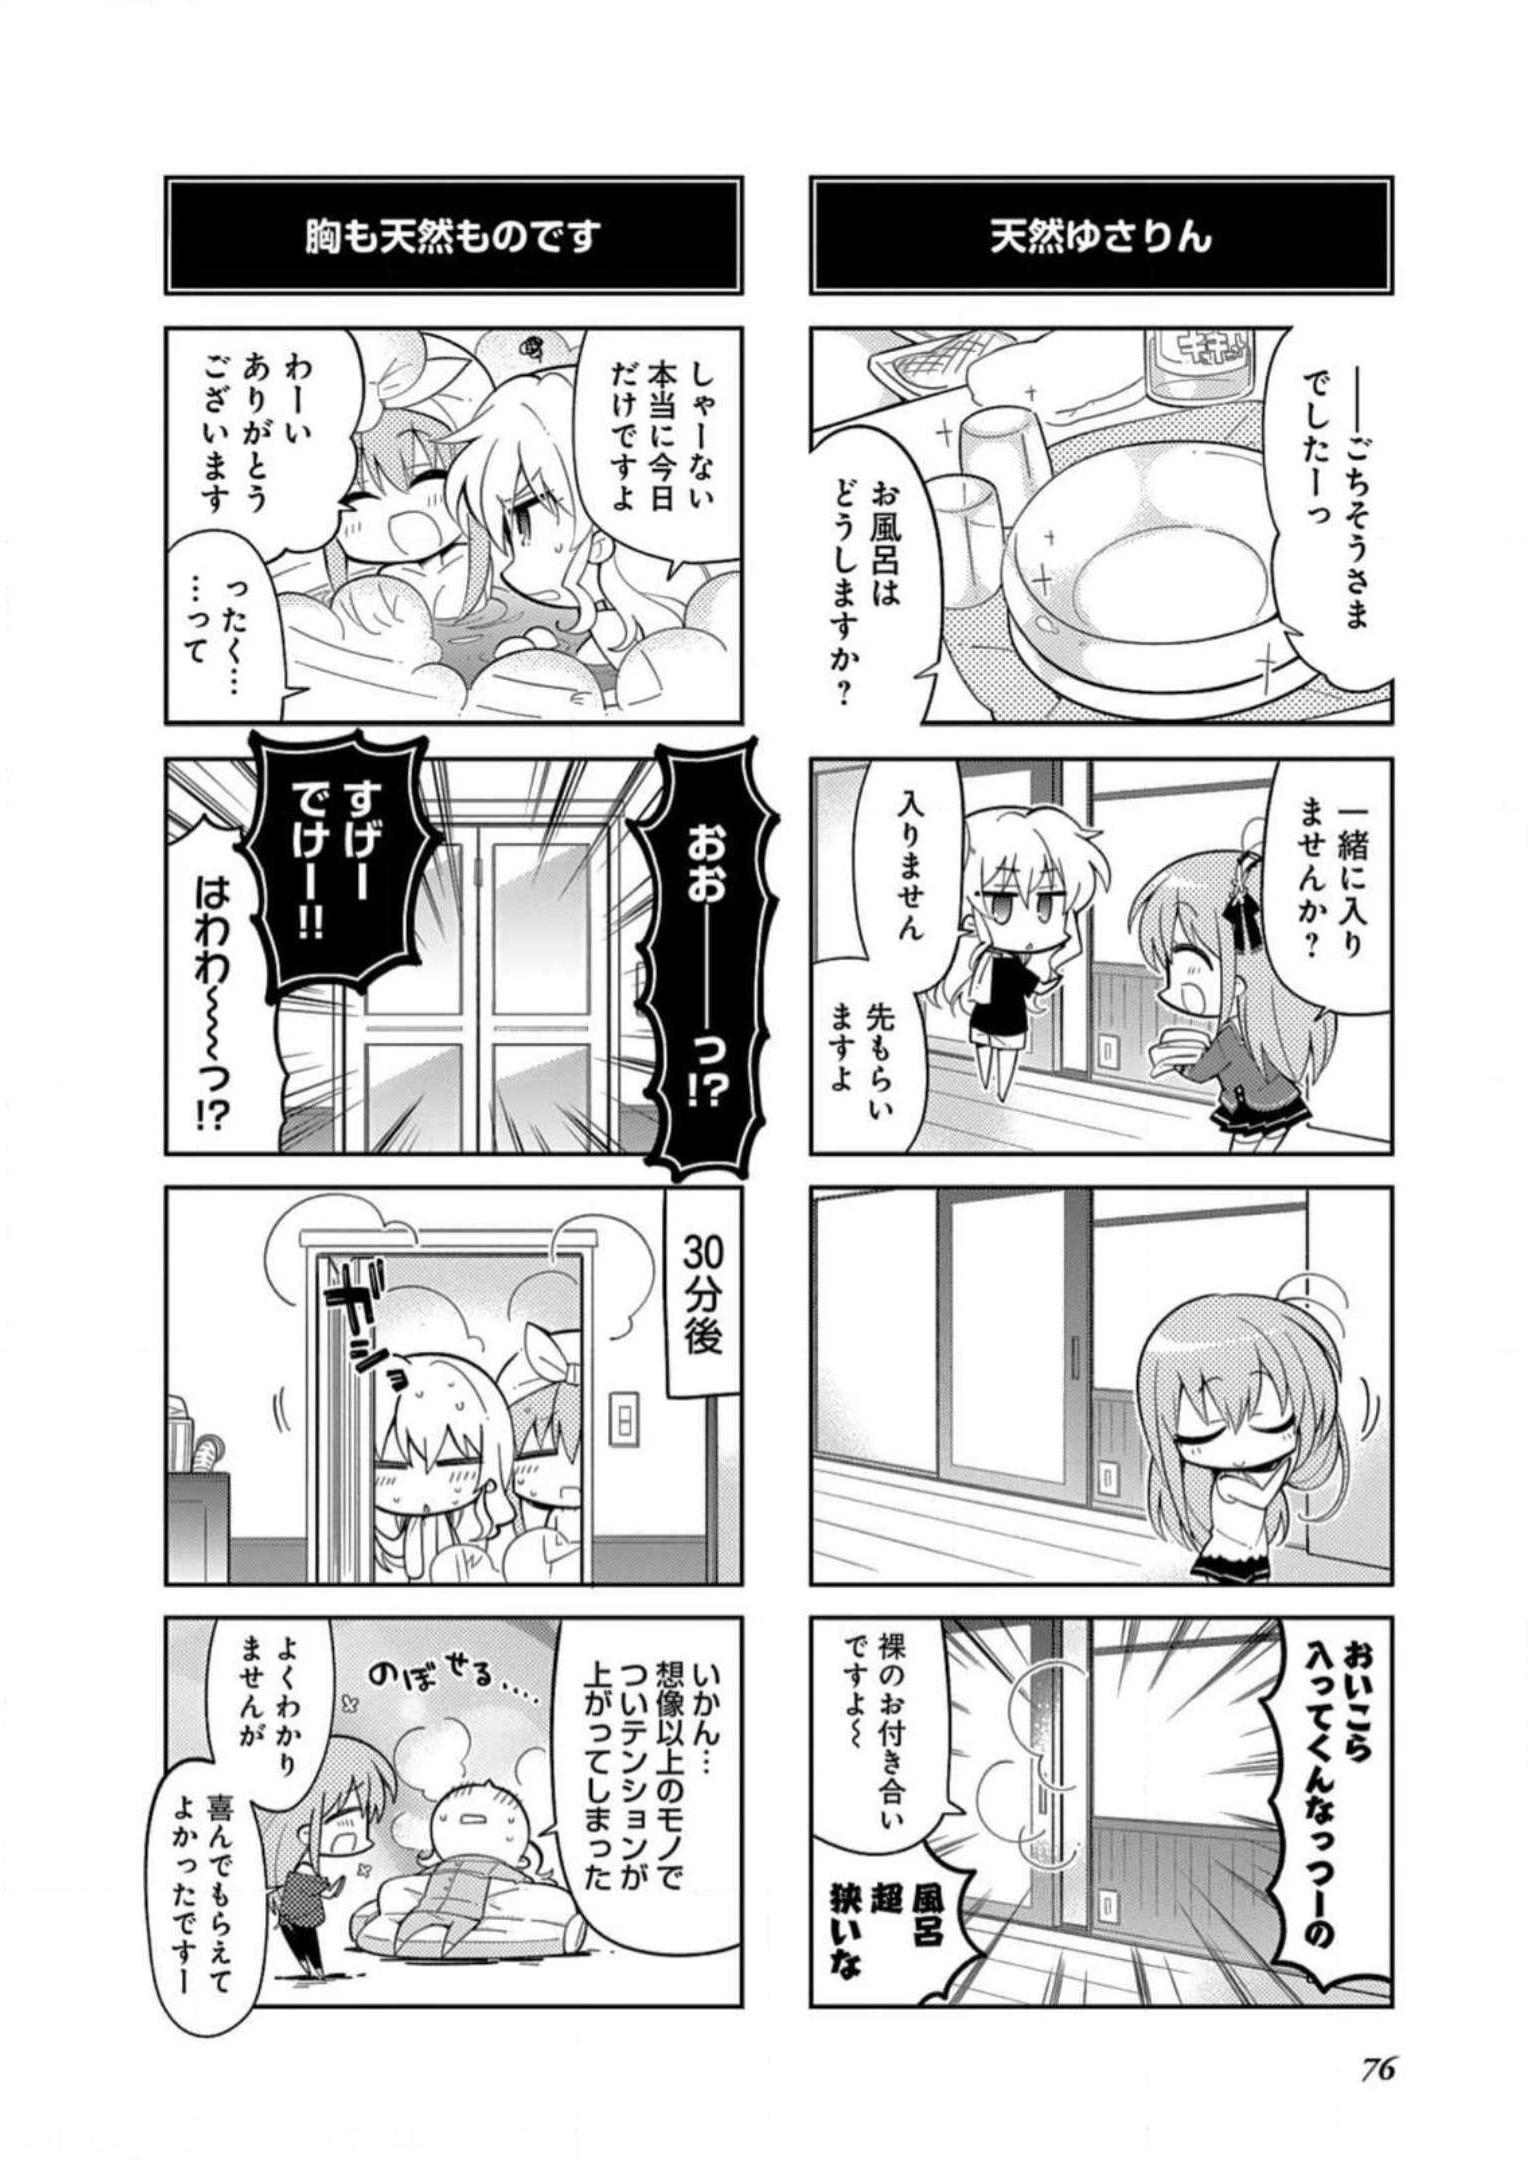 天然ゆさりん
キキッ
――ごちそうさま
でしたーっ
お風呂は
どうしますか？
一緒に入り
ませんか？
入りません
先もらい
ますよ
おいこら
入ってくんなっつーの
裸のお付き合い
ですよ～
風呂
超
狭いな
胸も天然ものです
しゃーない
本当に今日
だけですよ
わーい
ありがとう
ございます
ったく…
…って
おお――――っ!?
すげー
でけー!!
はわわ～～～っ!?
30分後
ガショ
いかん…
想像以上のモノで
ついテンションが
上がってしまった
のぼせる....
よくわかり
ませんが
喜んでもらえて
よかったですー
76